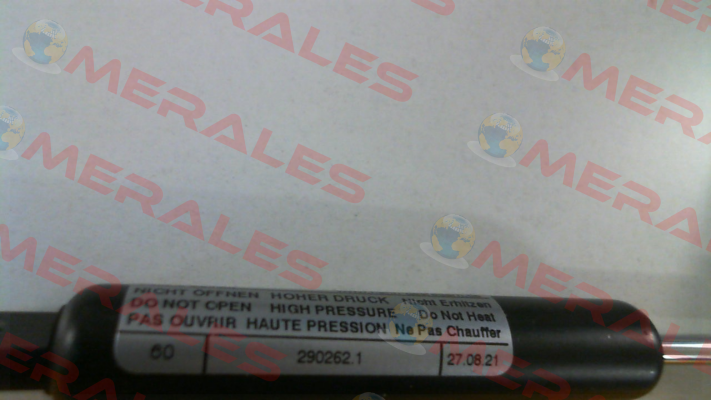 MERALES
MERALES
MERALES
MERALES
MERALES
MERALES
NICHT ÖFFNEN HOHER DRUCK Nicht Erhitzen
DO NOT OPEN HIGH PRESSURE Do Not Heat
PAS OUVRIR HAUTE PRESSION Ne Pas Chauffer
60 290262.1 27.08.21